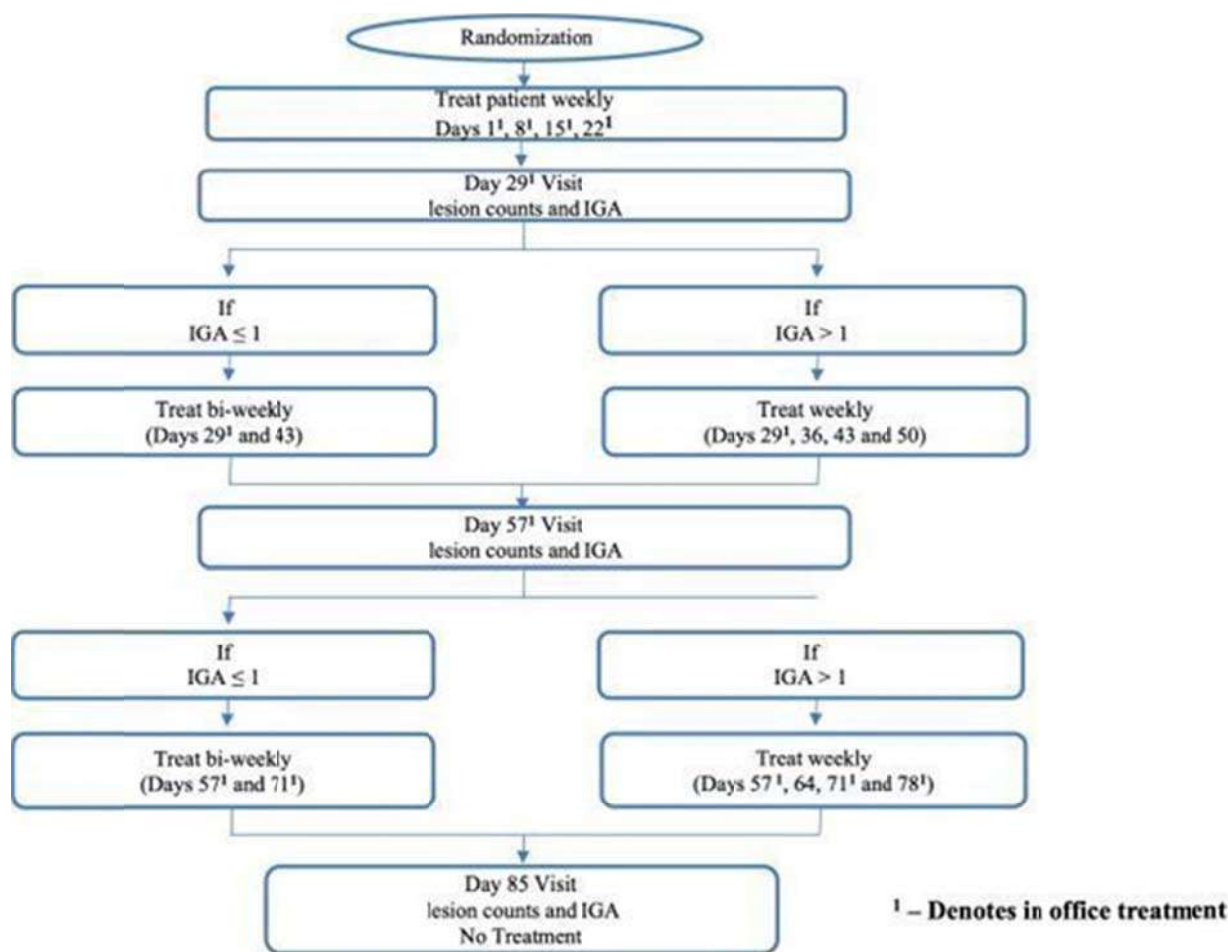 Randomization
Treat patient weekly
Days 1¹, 8¹, 15¹, 22¹
Day 29¹ Visit
lesion counts and IGA
If
IGA ≤ 1
If
IGA > 1
Treat bi-weekly
(Days 29¹ and 43)
Treat weekly
(Days 29¹, 36, 43 and 50)
Day 57¹ Visit
lesion counts and IGA
If
IGA ≤ 1
If
IGA > 1
Treat bi-weekly
(Days 57¹ and 71¹)
Treat weekly
(Days 57¹, 64, 71¹ and 78¹)
Day 85 Visit
lesion counts and IGA
No Treatment
¹ – Denotes in office treatment